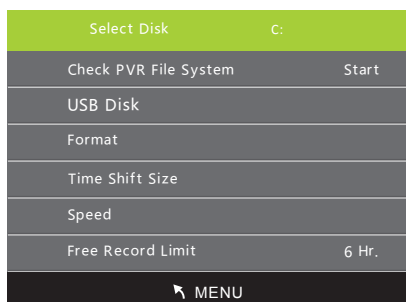 Select Disk C:
Check PVR File System Start
USB Disk
Format
Time Shift Size
Speed
Free Record Limit 6 Hr.
MENU